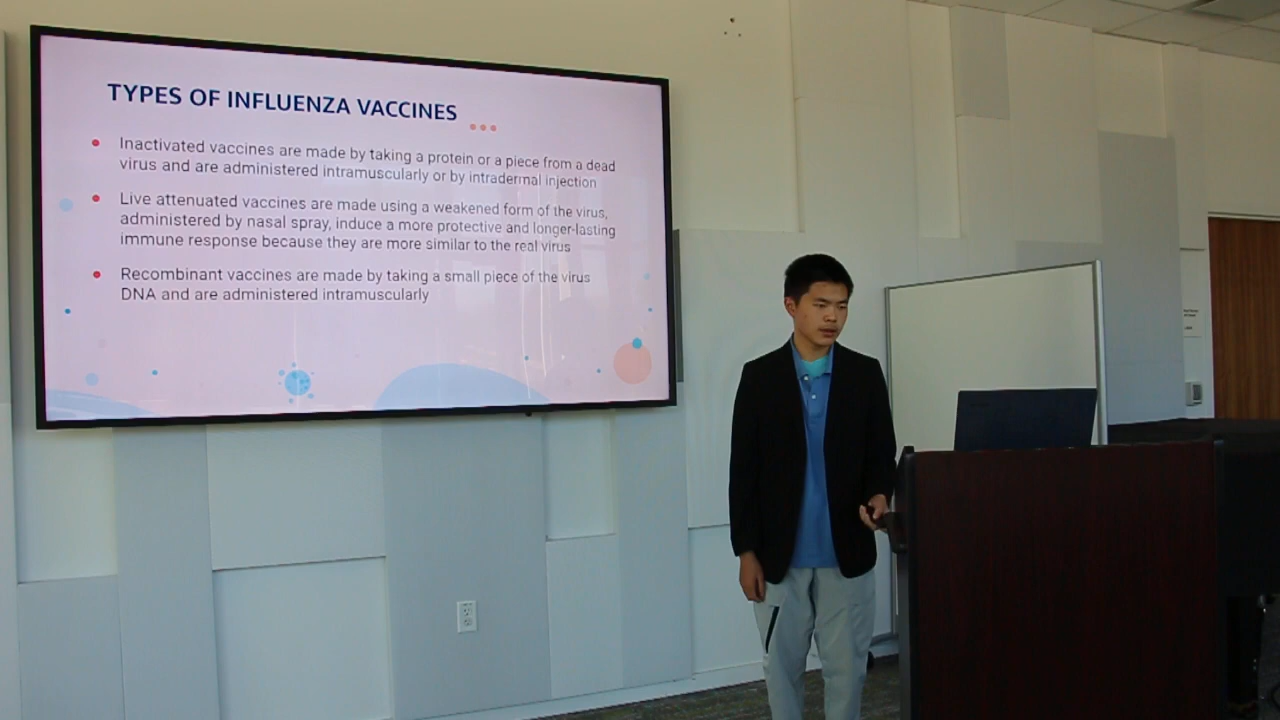 TYPES OF INFLUENZA VACCINES
Inactivated vaccines are made by taking a protein or a piece from a dead
virus and are administered intramuscularly or by intradermal injection
Live attenuated vaccines are made using a weakened form of the virus,
administered by nasal spray, induce a more protective and longer-lasting
immune response because they are more similar to the real virus
Recombinant vaccines are made by taking a small piece of the virus
DNA and are administered intramuscularly